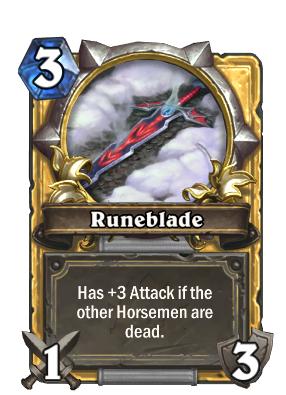 3
Runeblade
Has +3 Attack if the
other Horsemen are
dead.
1
3